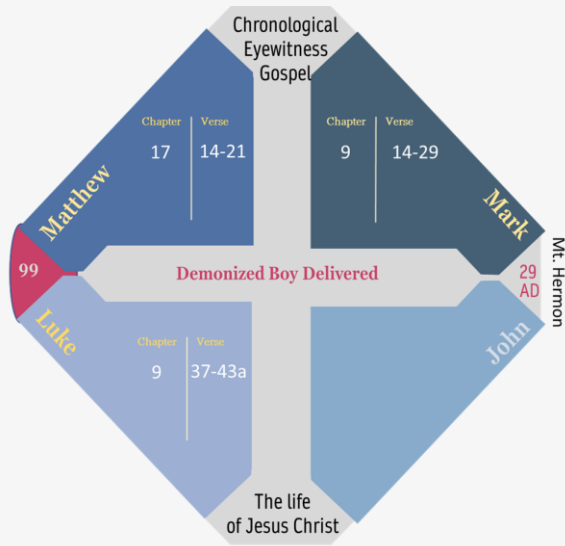 Chronological
Eyewitness
Gospel
Chapter Verse
17 14-21
Chapter Verse
9 14-29
Matthew
Mark
99
Demonized Boy Delivered
29
AD
Mt. Hermon
Luke
John
Chapter Verse
9 37-43a
The life
of Jesus Christ